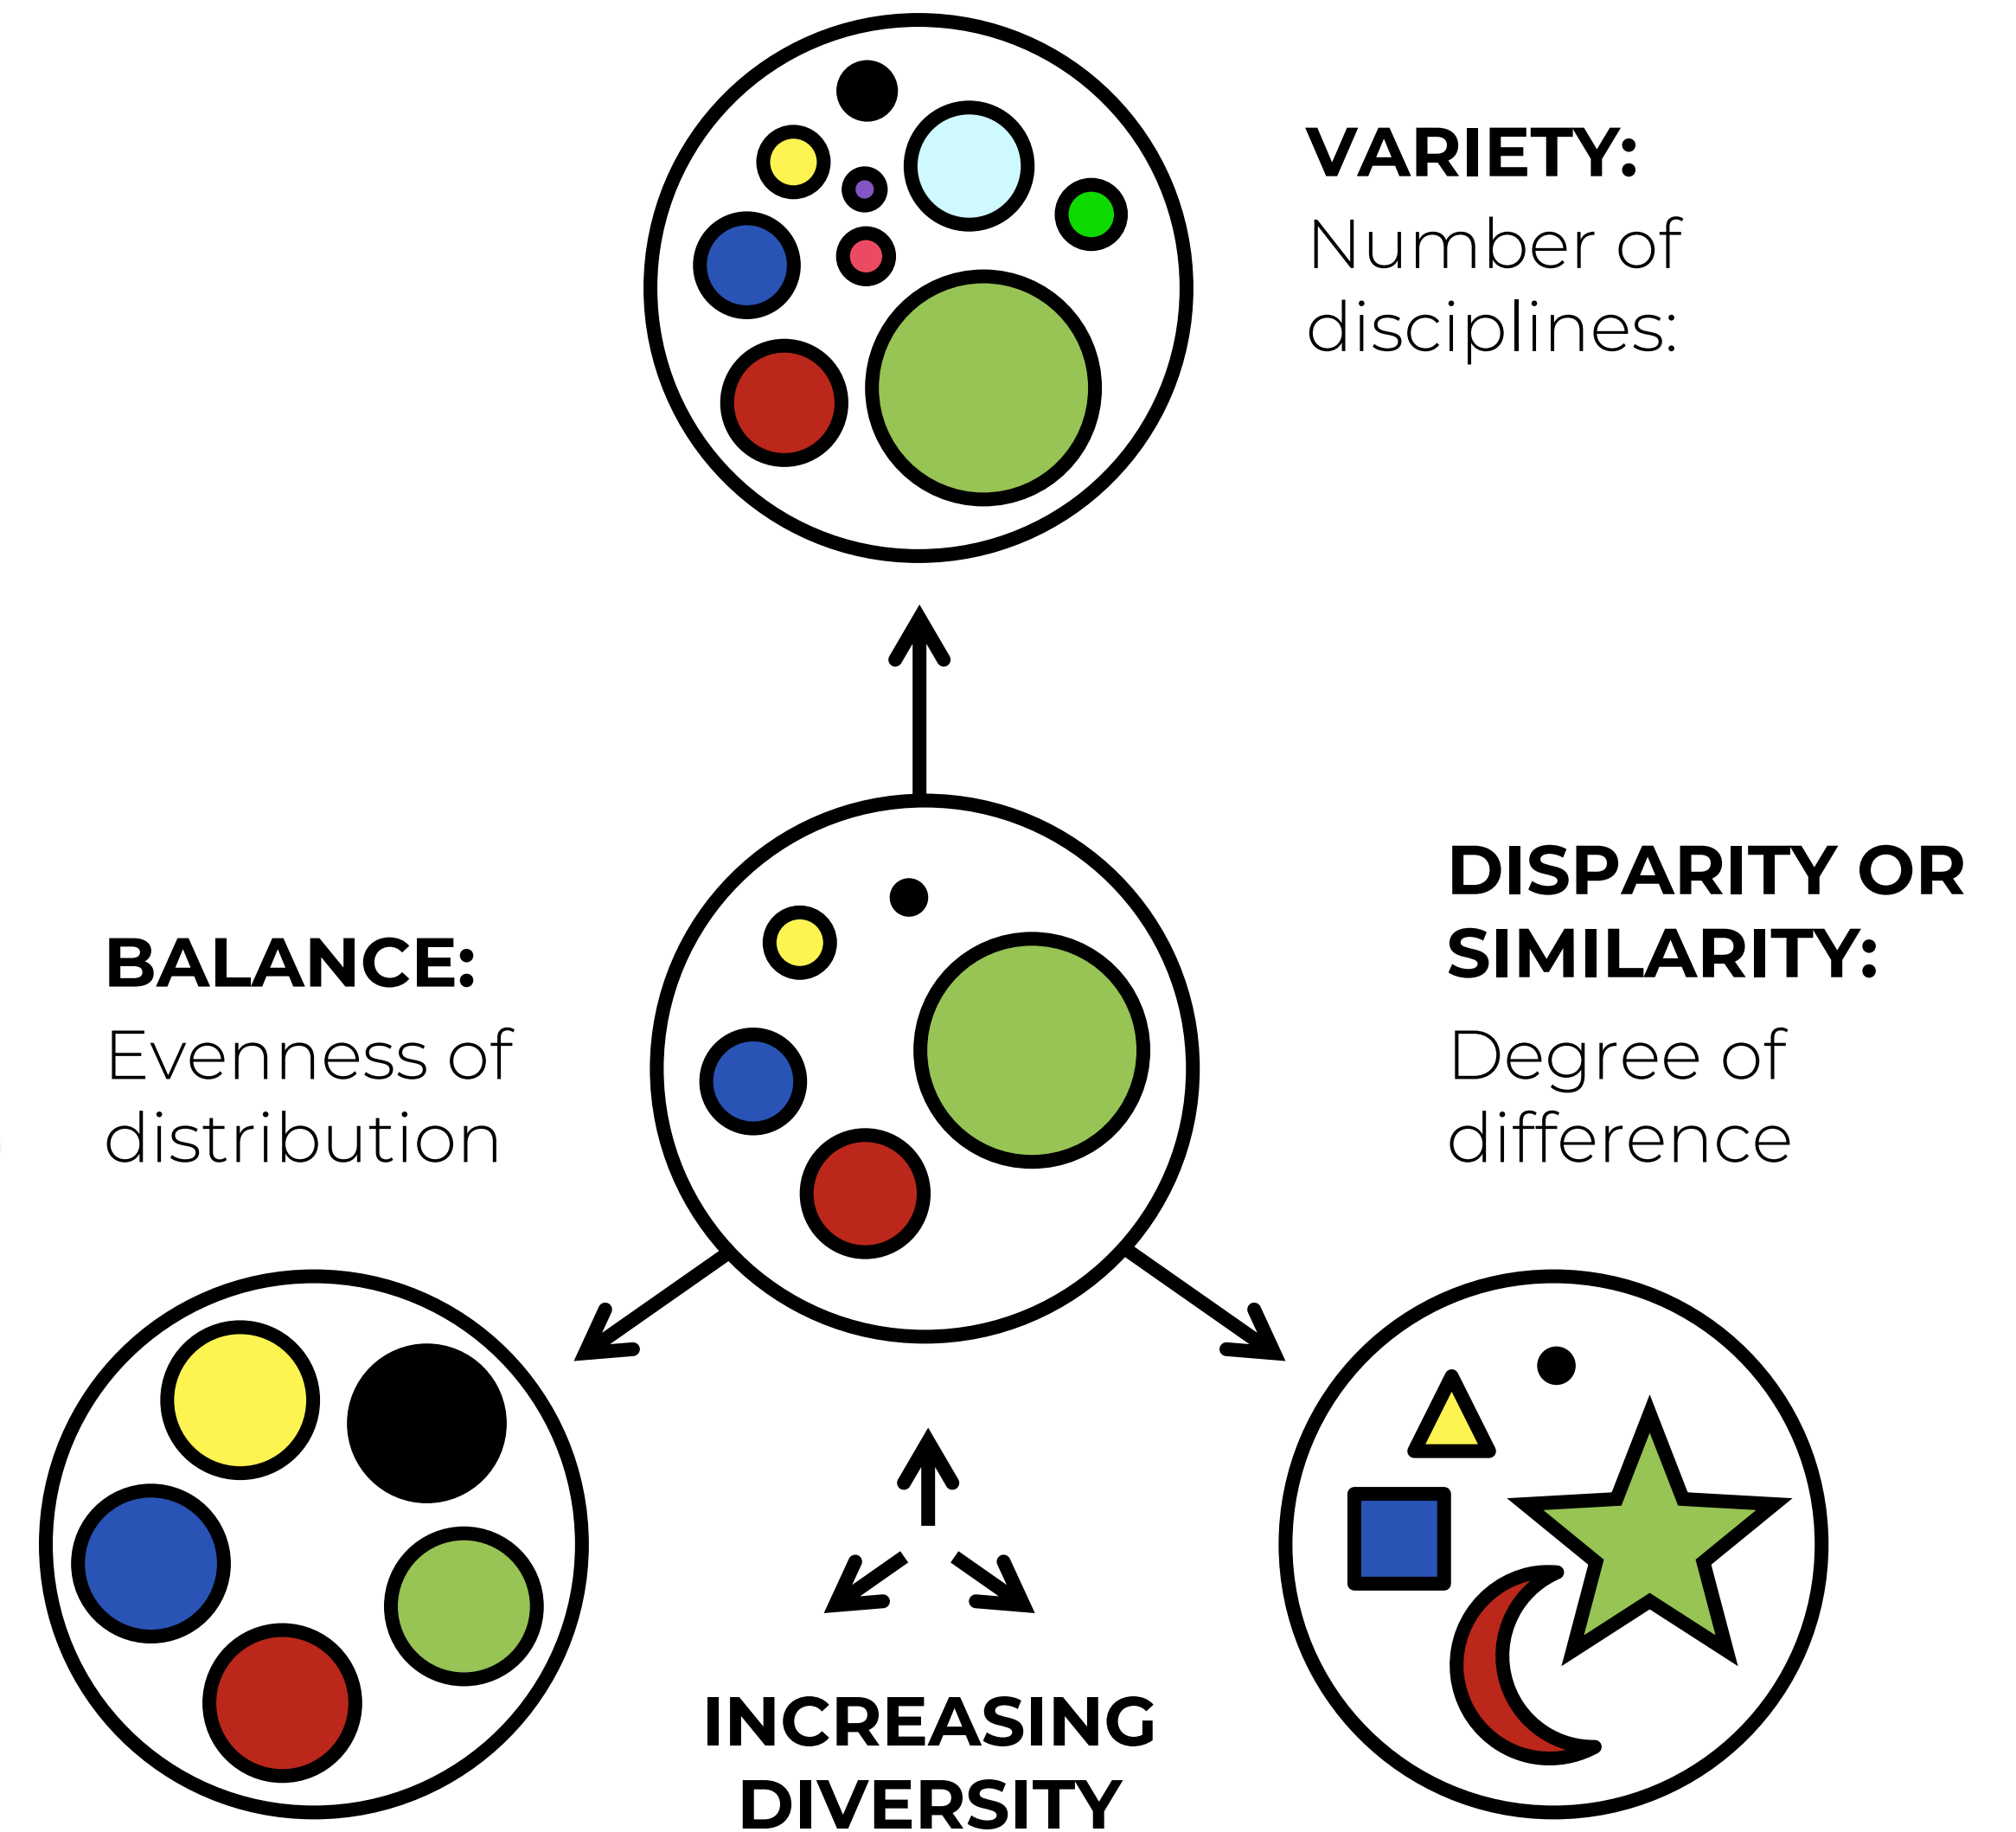 VARIETY:
Number of
disciplines:
BALANCE:
Evenness of
distribution
DISPARITY OR
SIMILARITY:
Degree of
difference
INCREASING
DIVERSITY